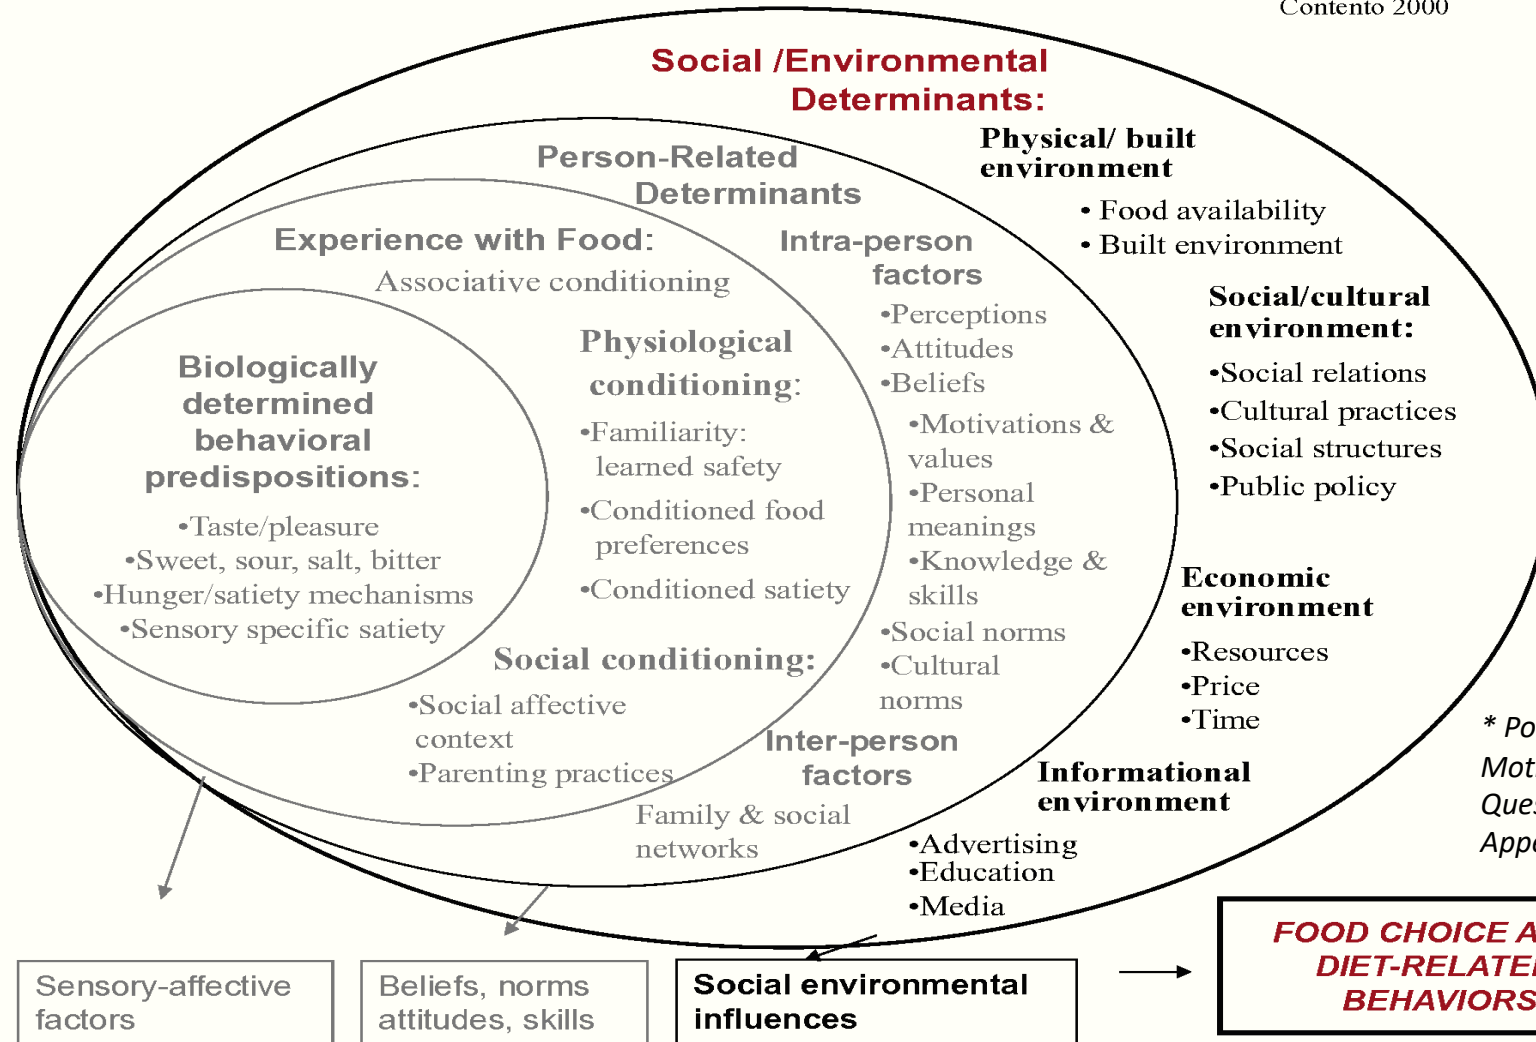 Contento 2000
Social /Environmental
Determinants:
Person-Related
Determinants
Experience with Food:
Associative conditioning
Biologically
determined
behavioral
predispositions:
•Taste/pleasure
•Sweet, sour, salt, bitter
•Hunger/satiety mechanisms
•Sensory specific satiety
Physiological
conditioning:
•Familiarity:
learned safety
•Conditioned food
preferences
•Conditioned satiety
Social conditioning:
•Social affective
context
•Parenting practices
Intra-person
factors
•Perceptions
•Attitudes
•Beliefs
•Motivations &
values
•Personal
meanings
•Knowledge &
skills
•Social norms
•Cultural
norms
Inter-person
factors
Family & social
networks
Physical/ built
environment
• Food availability
• Built environment
Social/cultural
environment:
•Social relations
•Cultural practices
•Social structures
•Public policy
Economic
environment
•Resources
•Price
•Time
Informational
environment
•Advertising
•Education
•Media
*
Sensory-affective
factors
Beliefs, norms
attitudes, skills
Social environmental
influences
FOOD CHOICE
DIET-RELATED
BEHAVIORS